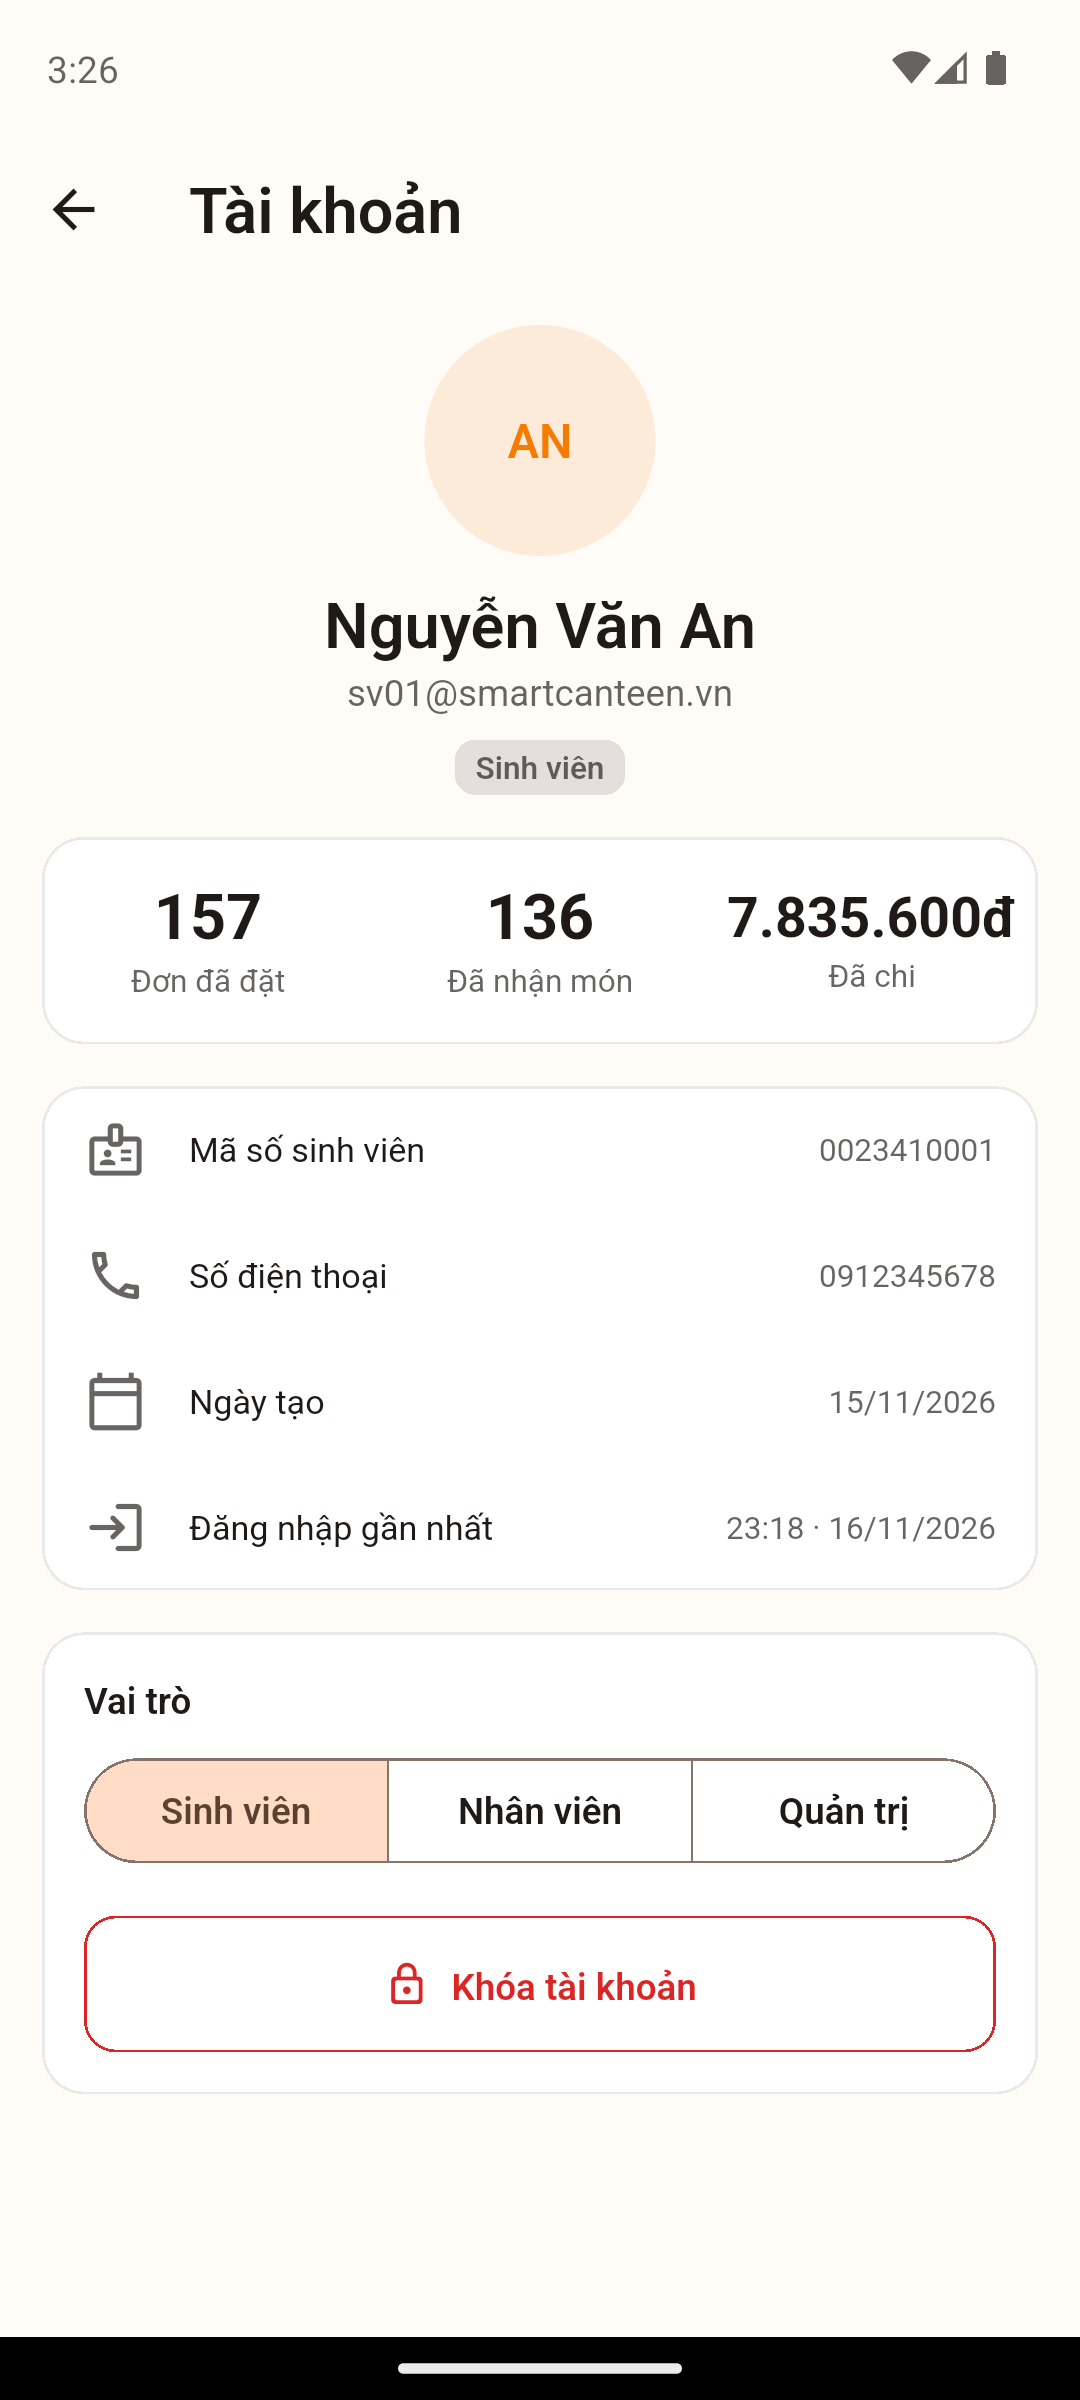 3:26
Tài khoản
AN
Nguyễn Văn An
sv01@smartcanteen.vn
Sinh viên
157 136 7.835.600đ
Đơn đã đặt Đã nhận món Đã chi
Mã số sinh viên 0023410001
Số điện thoại 0912345678
Ngày tạo 15/11/2026
Đăng nhập gần nhất 23:18 · 16/11/2026
Vai trò
Sinh viên Nhân viên Quản trị
Khóa tài khoản